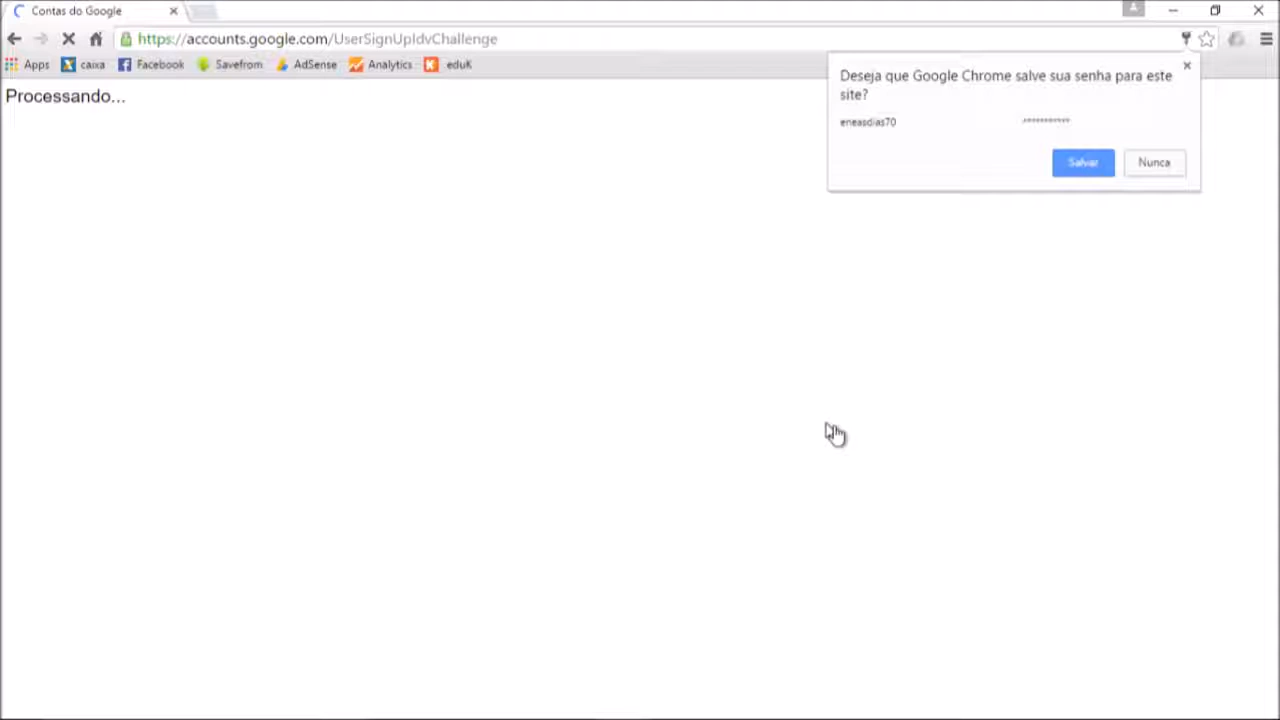 Contas do Google
https://accounts.google.com/UserSignUpIdvChallenge
Apps caixa Facebook Savefrom AdSense Analytics eduK
Processando...
Deseja que Google Chrome salve sua senha para este
site?
eneasdias70 ************
Salvar Nunca